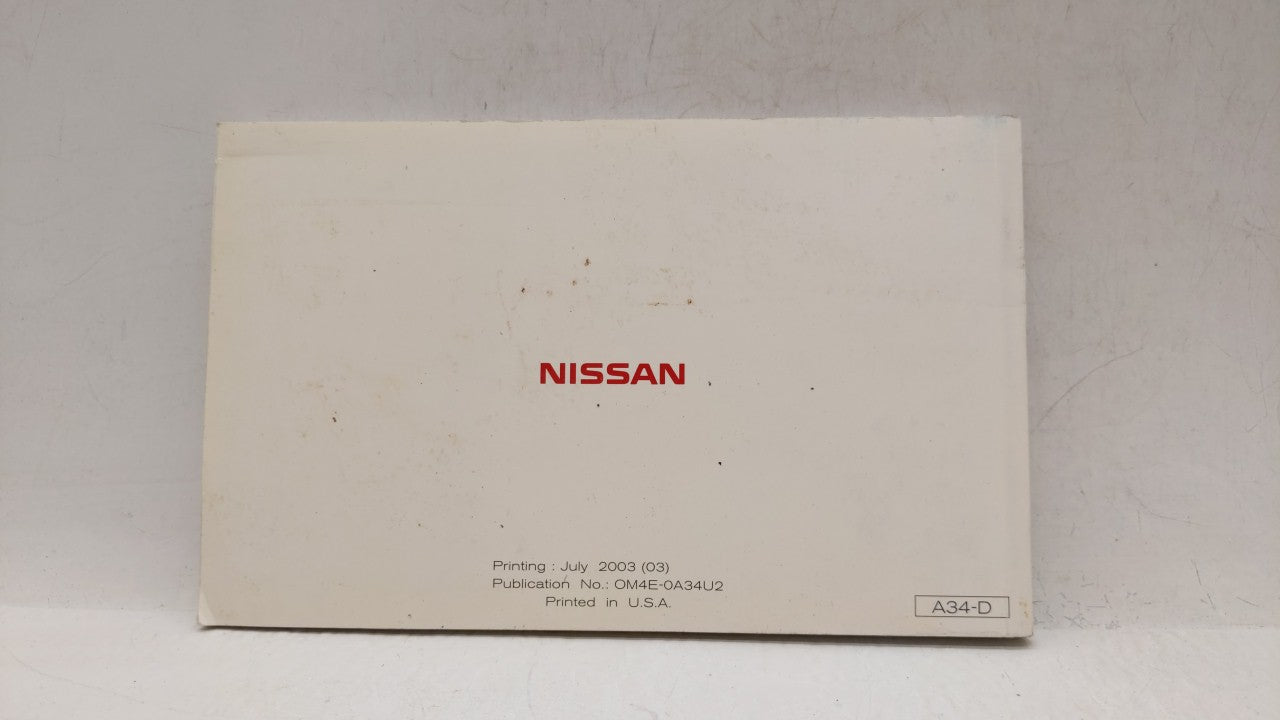 NISSAN
Printing : July 2003 (03)
Publication No.: OM4E-0A34U2
Printed in U.S.A.
A34-D